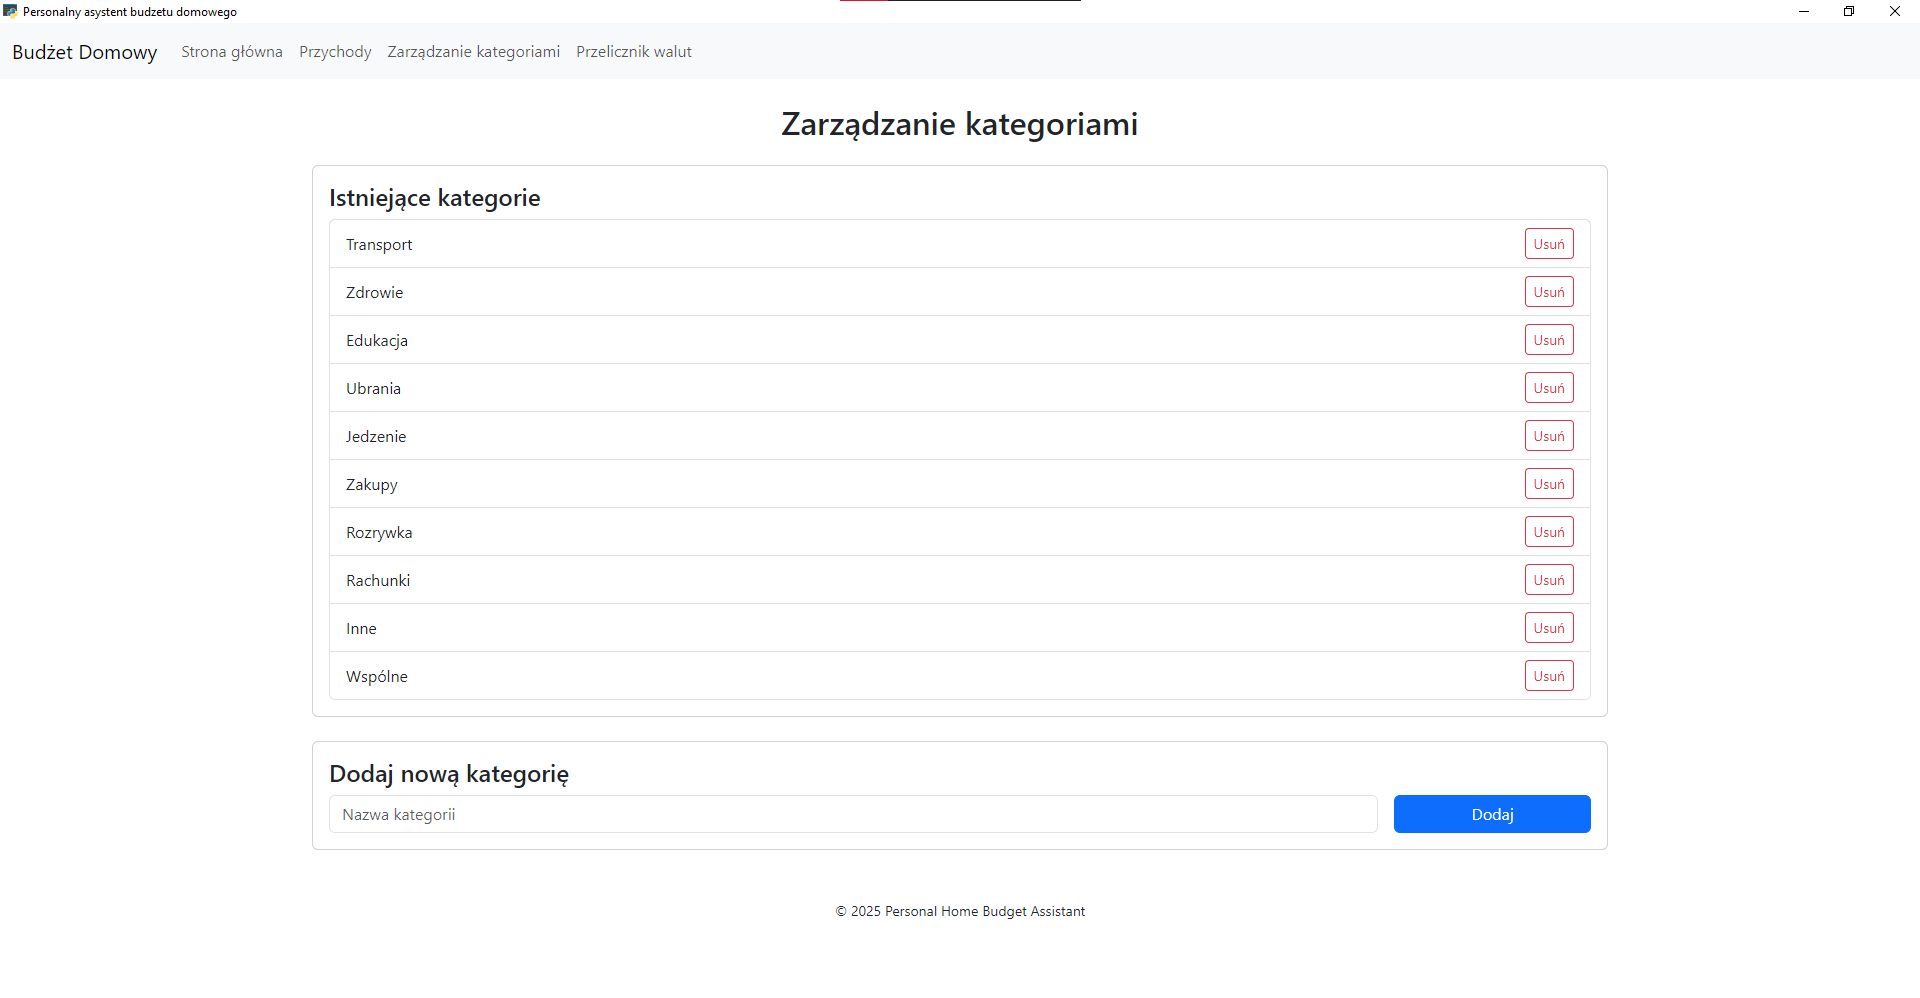 Personalny asystent budzetu domowego
Budżet Domowy Strona główna Przychody Zarządzanie kategoriami Przelicznik walut
Zarządzanie kategoriami
Istniejące kategorie
Transport Usuń
Zdrowie Usuń
Edukacja Usuń
Ubrania Usuń
Jedzenie Usuń
Zakupy Usuń
Rozrywka Usuń
Rachunki Usuń
Inne Usuń
Wspólne Usuń
Dodaj nową kategorię
Nazwa kategorii Dodaj
© 2025 Personal Home Budget Assistant